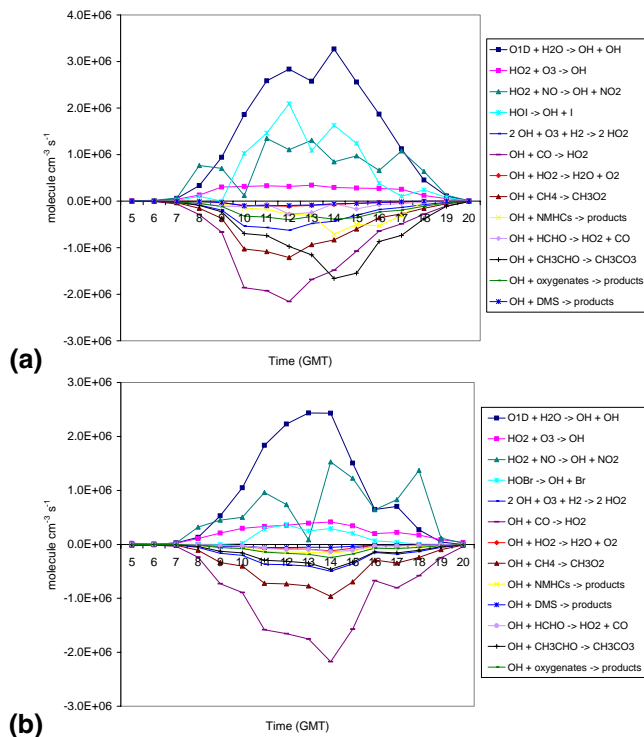 4.0E+06
3.0E+06
2.0E+06
1.0E+06
0.0E+00
-1.0E+06
-2.0E+06
-3.0E+06
molecule cm⁻³ s⁻¹
5 6 7 8 9 10 11 12 13 14 15 16 17 18 19 20
Time (GMT)
O1D + H2O -> OH + OH
HO2 + O3 -> OH
HO2 + NO -> OH + NO2
HOI -> OH + I
2 OH + O3 + H2 -> 2 HO2
OH + CO -> HO2
OH + HO2 -> H2O + O2
OH + CH4 -> CH3O2
OH + NMHCs -> products
OH + HCHO -> HO2 + CO
OH + CH3CHO -> CH3CO3
OH + oxygenates -> products
OH + DMS -> products
(a)
3.0E+06
2.0E+06
1.0E+06
0.0E+00
-1.0E+06
-2.0E+06
-3.0E+06
molecule cm⁻³ s⁻¹
5 6 7 8 9 10 11 12 13 14 15 16 17 18 19 20
Time (GMT)
O1D + H2O -> OH + OH
HO2 + O3 -> OH
HO2 + NO -> OH + NO2
HOBr -> OH + Br
2 OH + O3 + H2 -> 2 HO2
OH + CO -> HO2
OH + HO2 -> H2O + O2
OH + CH4 -> CH3O2
OH + NMHCs -> products
OH + DMS -> products
OH + HCHO -> HO2 + CO
OH + CH3CHO -> CH3CO3
OH + oxygenates -> products
(b)